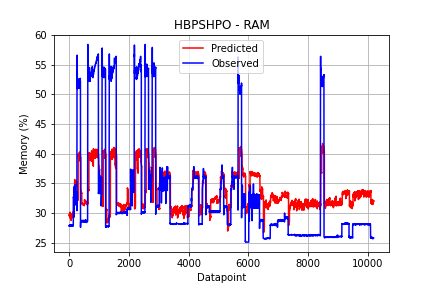 HBPSHPO - RAM
Memory (%)
60
55
50
45
40
35
30
25
Predicted
Observed
0
2000
4000
6000
8000
10000
Datapoint